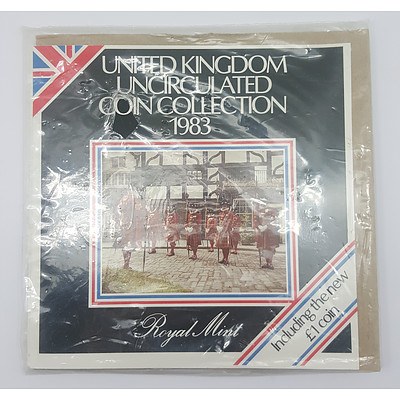 UNITED KINGDOM
UNCIRCULATED
COIN COLLECTION
1983
Royal Mint
Including the new
£1 coin